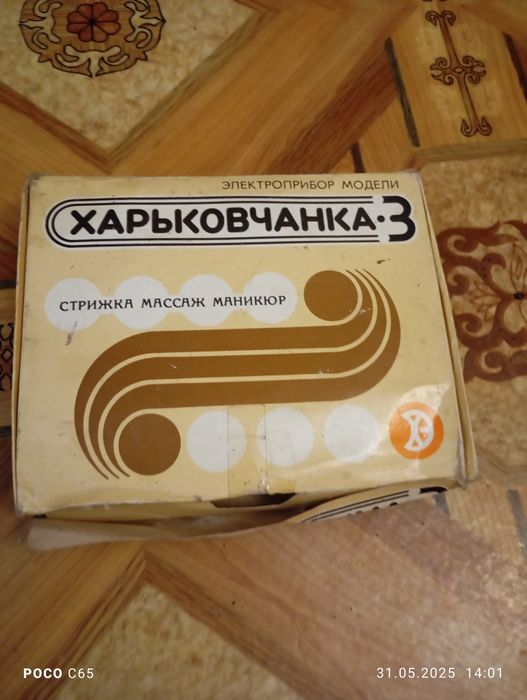 ЭЛЕКТРОПРИБОР МОДЕЛИ
ХАРЬКОВЧАНКА·3
СТРИЖКА МАССАЖ МАНИКЮР
POCO C65
31.05.2025 14:01